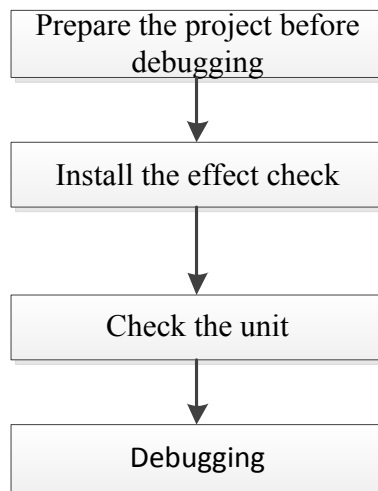 Prepare the project before
debugging
Install the effect check
Check the unit
Debugging